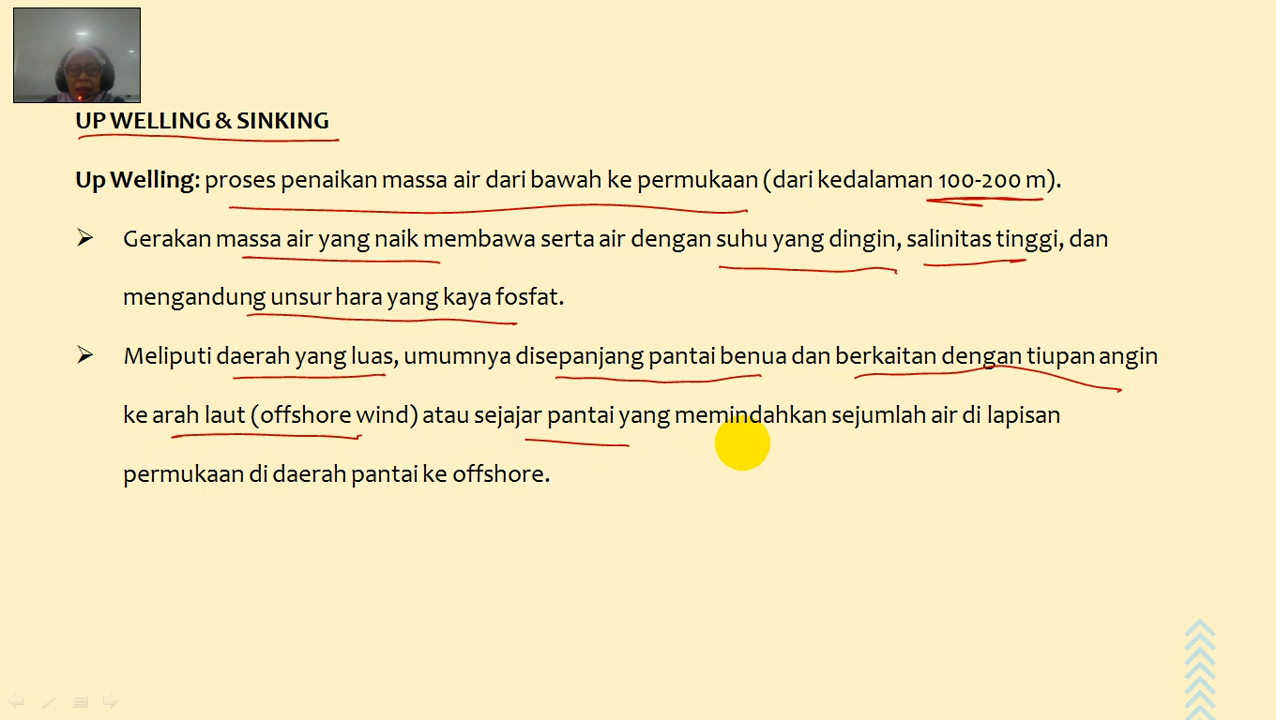 UP WELLING & SINKING
Up Welling: proses penaikan massa air dari bawah ke permukaan (dari kedalaman 100-200 m).
Gerakan massa air yang naik membawa serta air dengan suhu yang dingin, salinitas tinggi, dan
mengandung unsur hara yang kaya fosfat.
Meliputi daerah yang luas, umumnya disepanjang pantai benua dan berkaitan dengan tiupan angin
ke arah laut (offshore wind) atau sejajar pantai yang memindahkan sejumlah air di lapisan
permukaan di daerah pantai ke offshore.